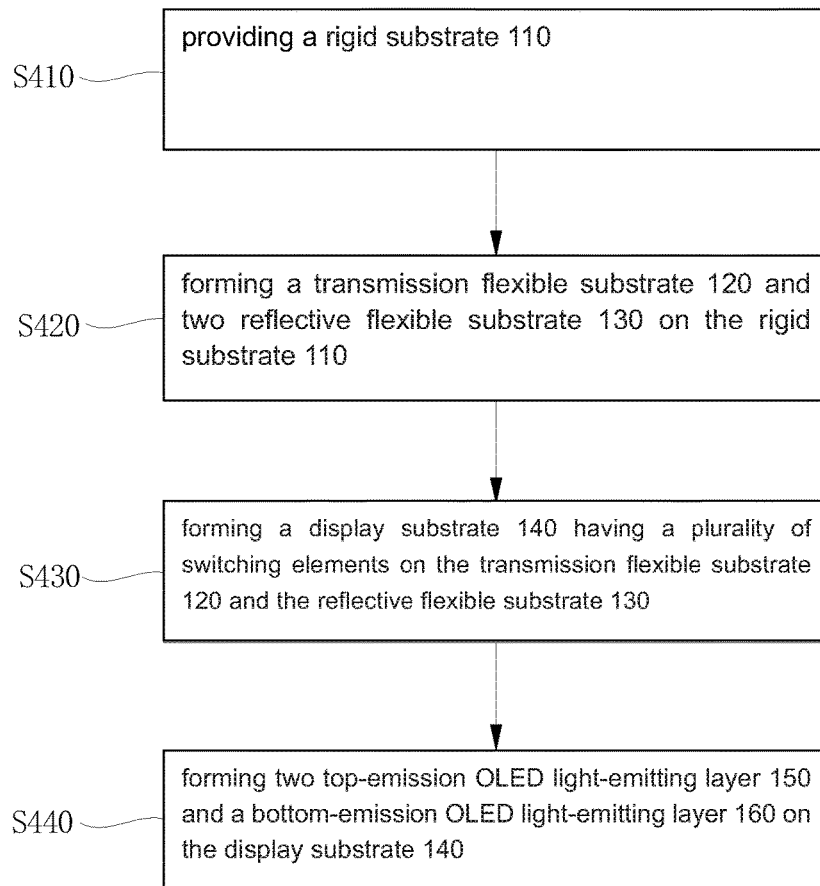 providing a rigid substrate 110
S410
forming a transmission flexible substrate 120 and
two reflective flexible substrate 130 on the rigid
substrate 110
S420
forming a display substrate 140 having a plurality of
switching elements on the transmission flexible substrate
120 and the reflective flexible substrate 130
S430
forming two top-emission OLED light-emitting layer 150
and a bottom-emission OLED light-emitting layer 160 on
the display substrate 140
S440